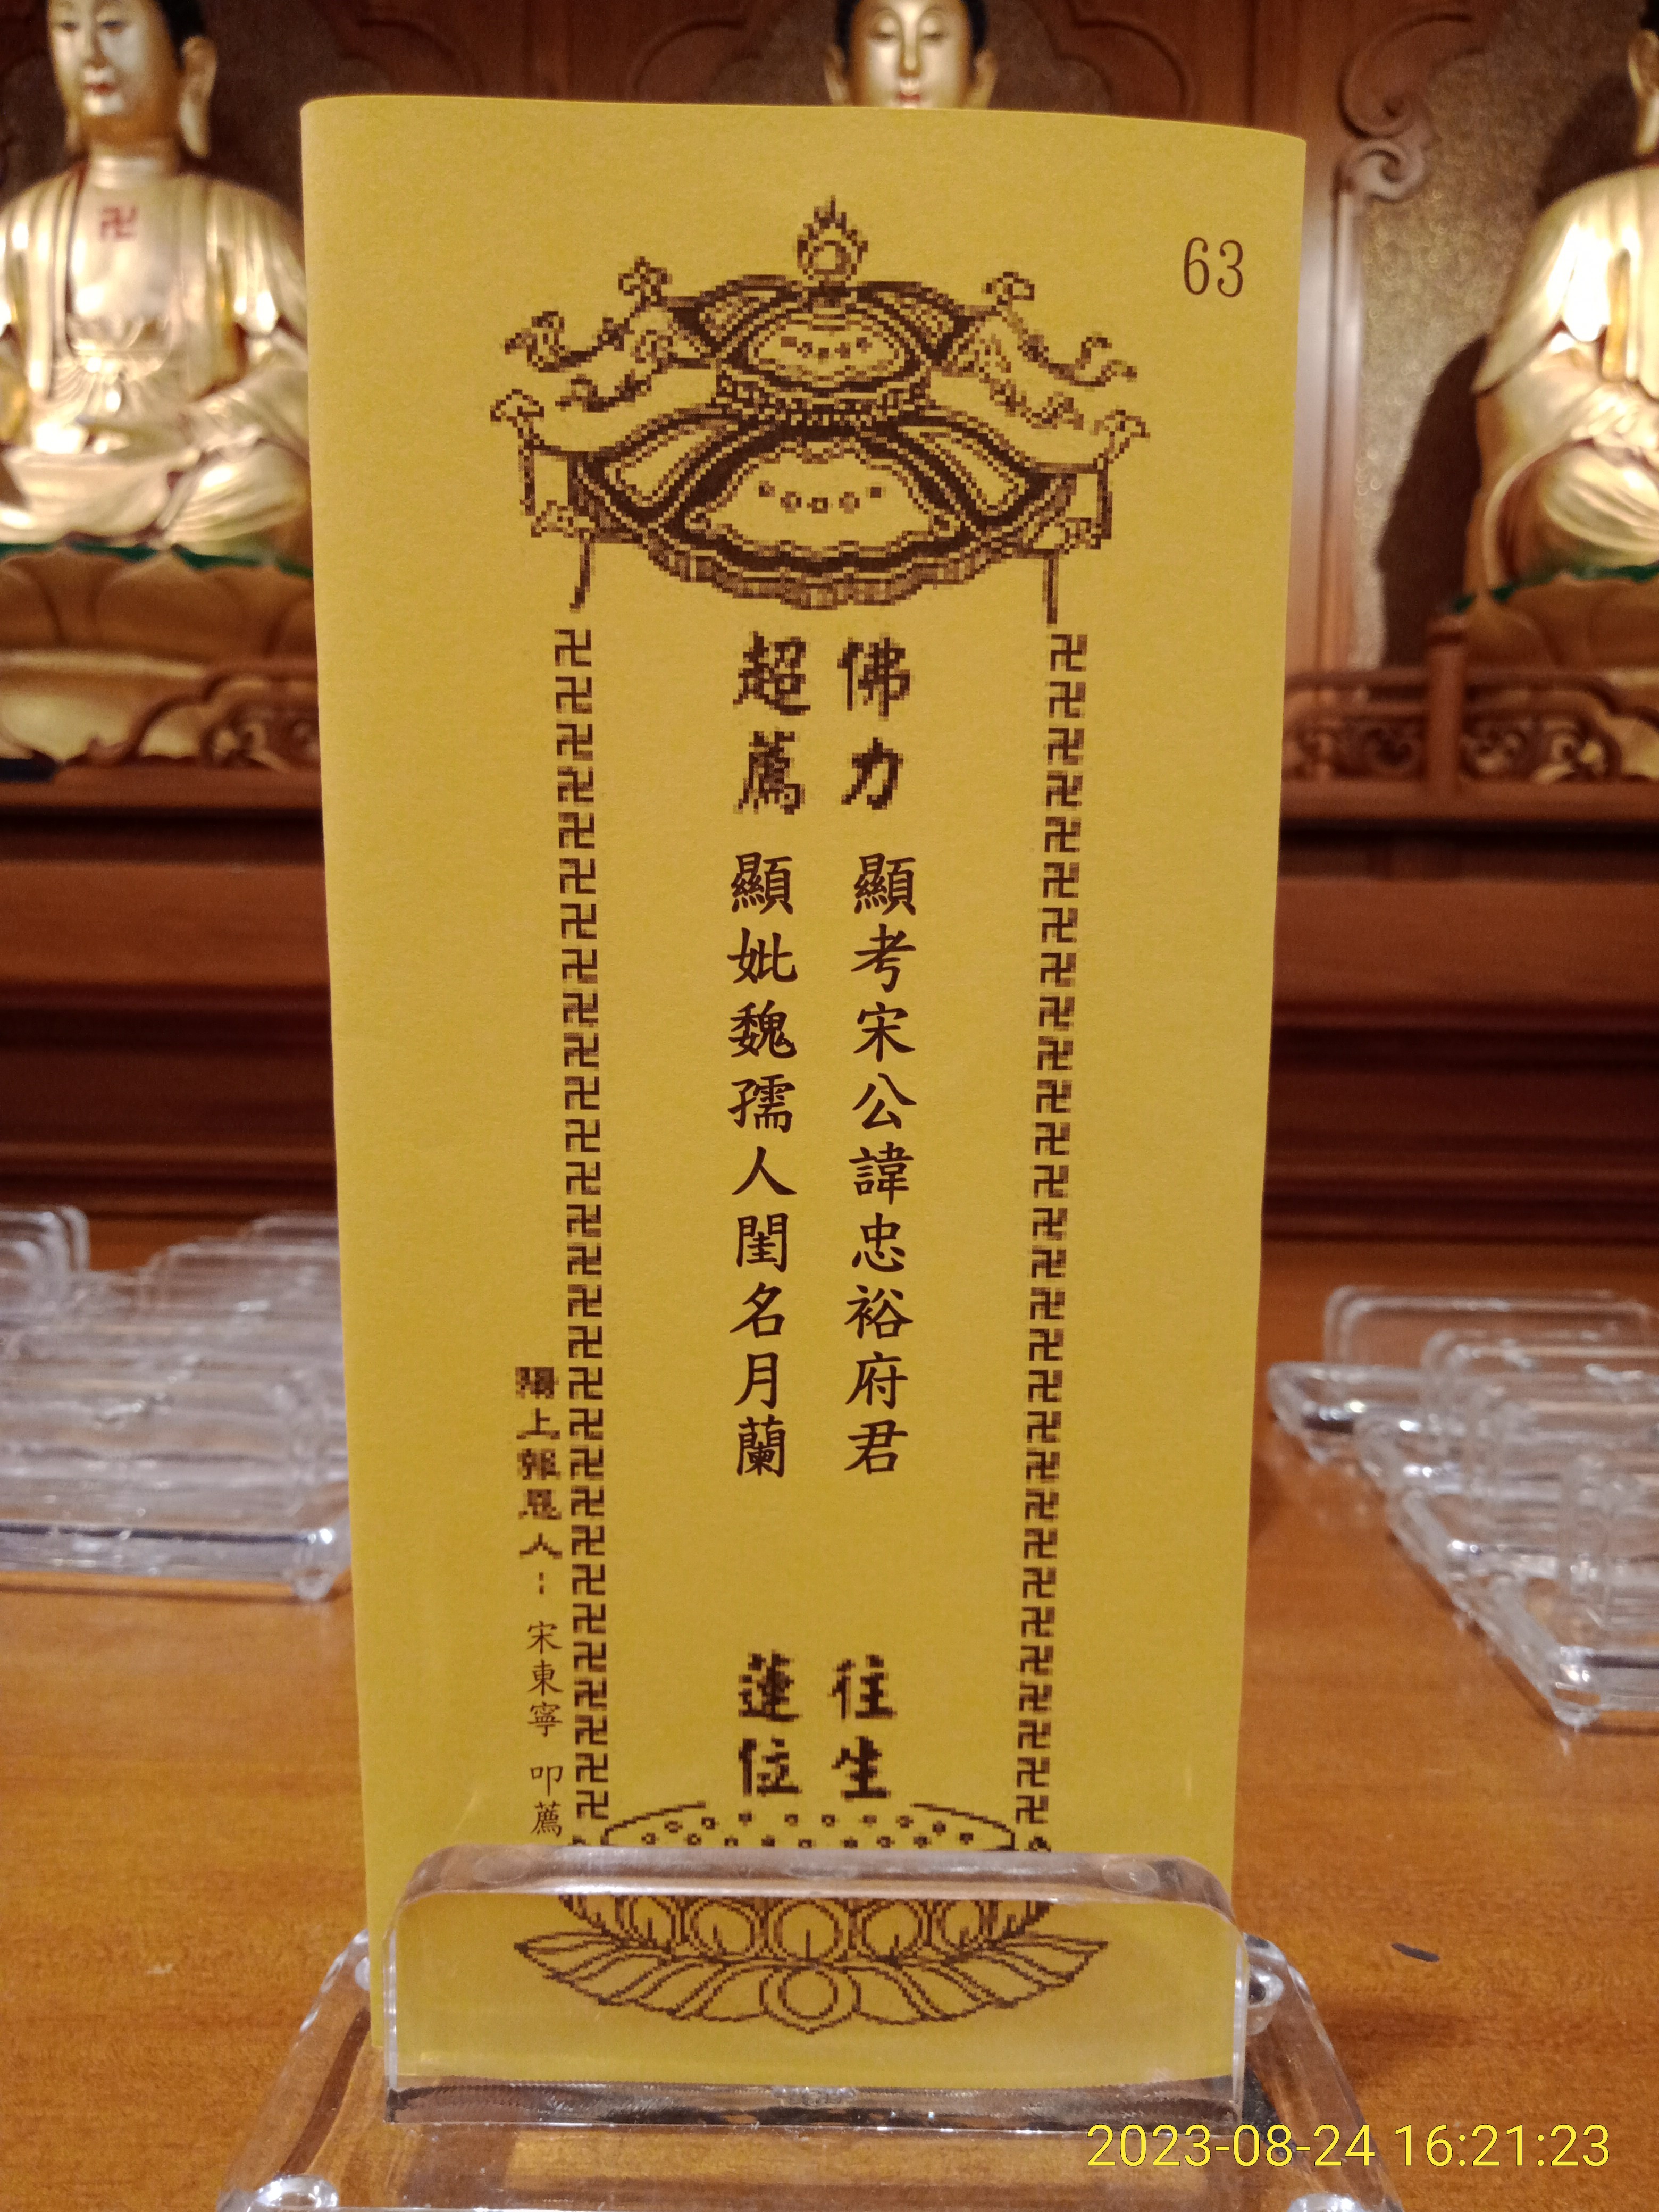 63
佛力 顯考宋公諱忠裕府君 往生
超薦 顯妣魏孺人閨名月蘭 蓮位
陽上報恩人：宋東寧 叩薦
2023-08-24 16:21:23